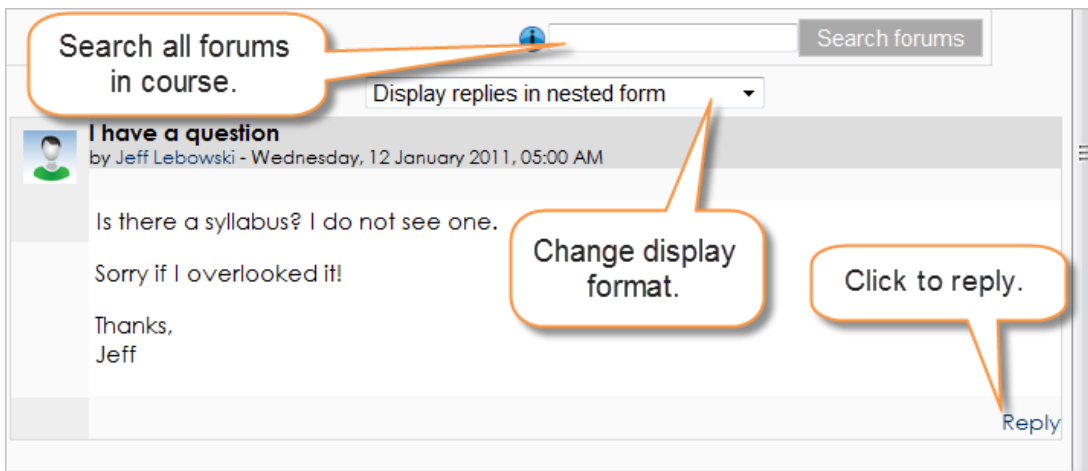 Search all forums
in course.
Search forums
Display replies in nested form
I have a question
by Jeff Lebowski - Wednesday, 12 January 2011, 05:00 AM
Is there a syllabus? I do not see one.
Sorry if I overlooked it!
Thanks,
Jeff
Change display
format.
Click to reply.
Reply